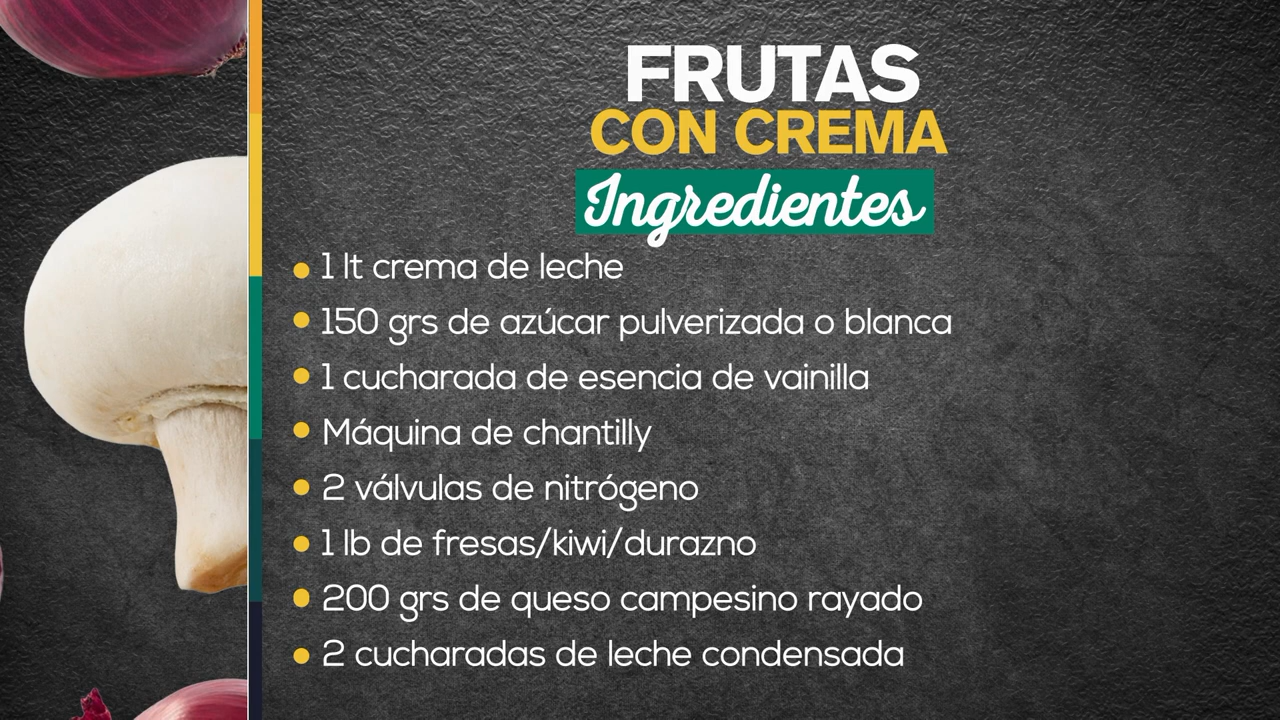 FRUTAS
CON CREMA
Ingredientes
1 lt crema de leche
150 grs de azúcar pulverizada o blanca
1 cucharada de esencia de vainilla
Máquina de chantilly
2 válvulas de nitrógeno
1 lb de fresas/kiwi/durazno
200 grs de queso campesino rayado
2 cucharadas de leche condensada